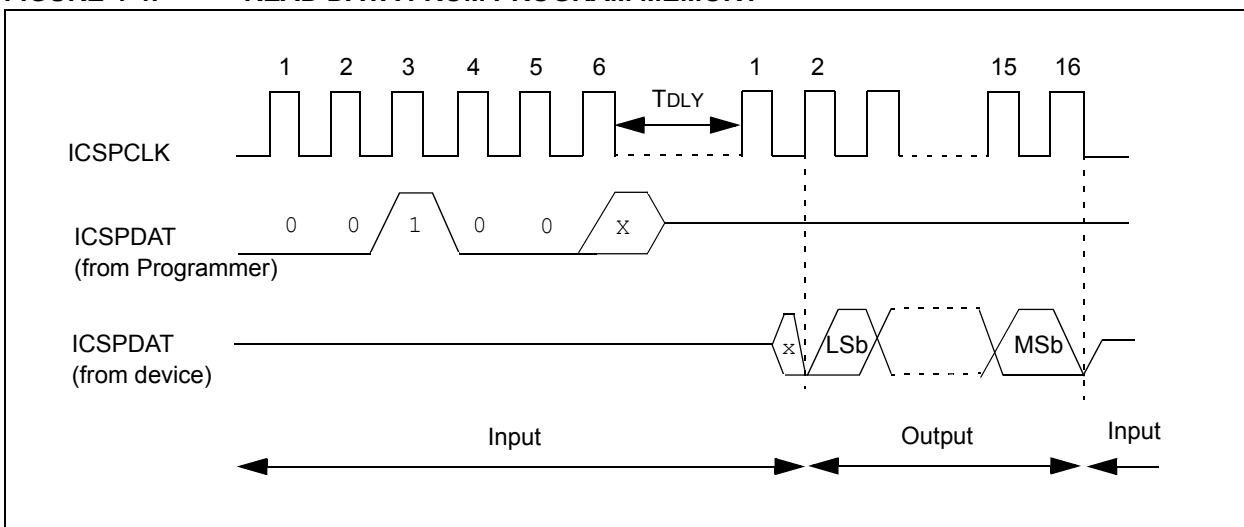 1 2 3 4 5 6 1 2 15 16
TDLY
ICSPCLK
0 0 1 0 0 x
ICSPDAT
(from Programmer)
ICSPDAT
(from device)
x LSb MSb
Input Output Input